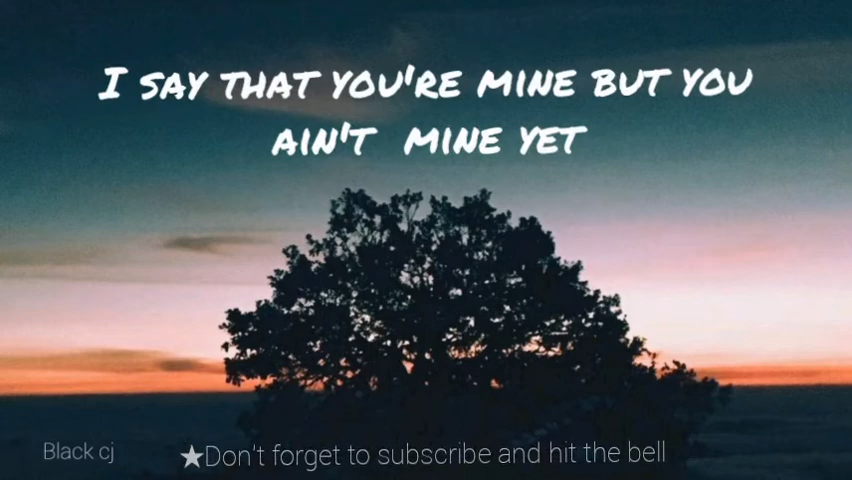 I SAY THAT YOU'RE MINE BUT YOU
AIN'T MINE YET
Black cj
★Don't forget to subscribe and hit the bell